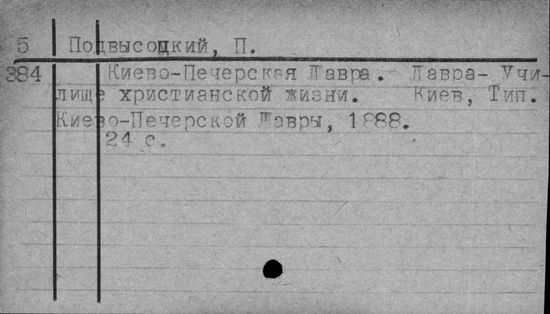 5 Подвысоцкий, П.
384 Киево-Печерская Лавра. Лавра- Учи-
лище христианской жизни. Киев, Тип.
Киево-Печерской Лавры, 1888.
24 с.